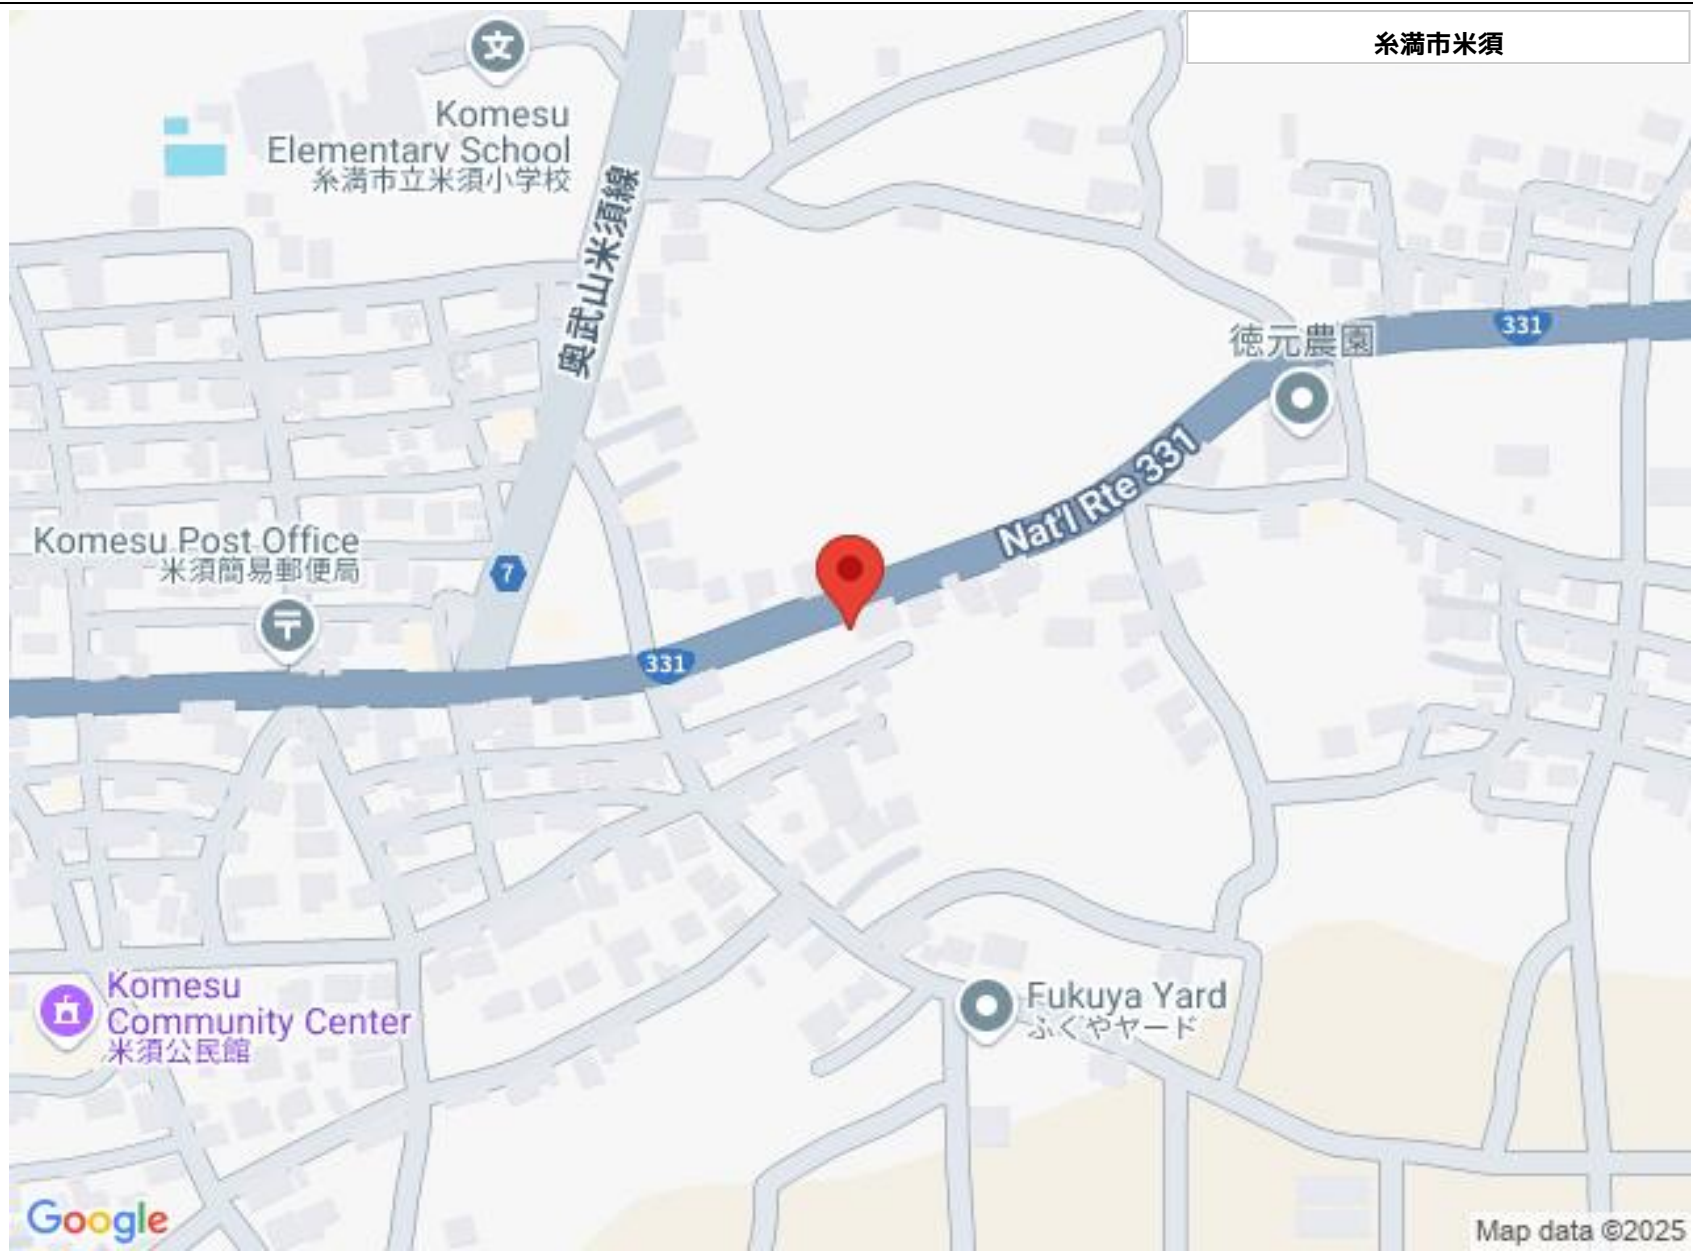 糸満市米須
文
Komesu
Elementary School
糸満市立米須小学校
奥武山米須線
徳元農園
331
Nat'l Rte 331
Komesu Post Office
米須簡易郵便局
〒
7
331
Komesu
Community Center
米須公民館
Fukuya Yard
ふくやヤード
Google
Map data ©2025